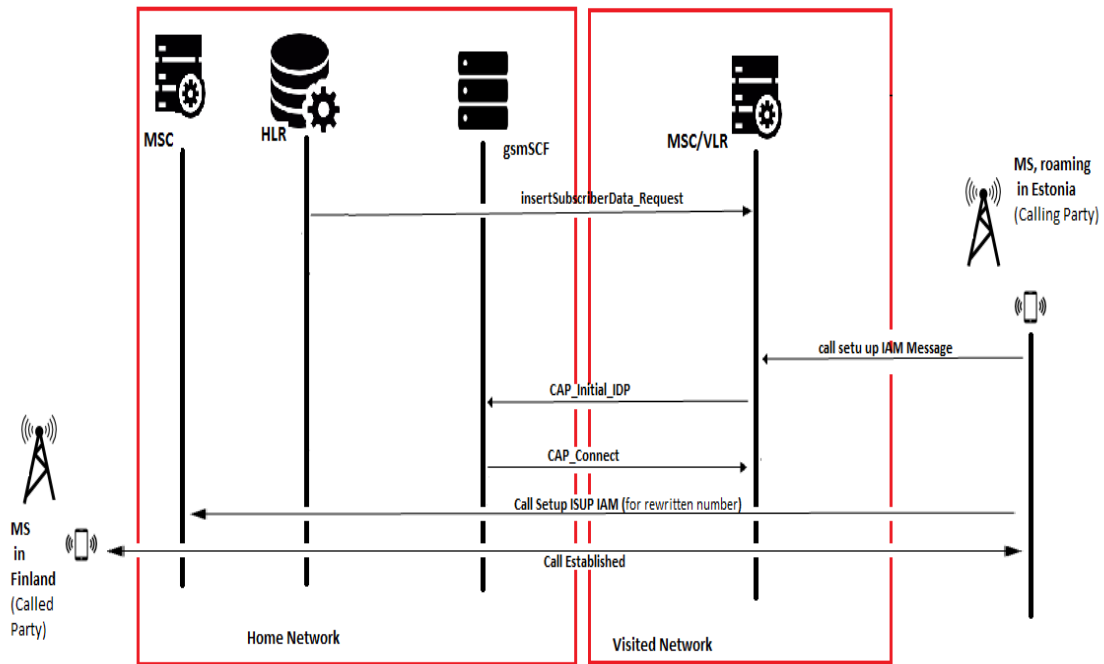 MSC
HLR
gsmSCF
MSC/VLR
MS, roaming
in Estonia
(Calling Party)
insertSubscriberData_Request
call setu up IAM Message
CAP_Initial_IDP
CAP_Connect
Call Setup ISUP IAM (for rewritten number)
Call Established
MS
in
Finland
(Called
Party)
Home Network
Visited Network